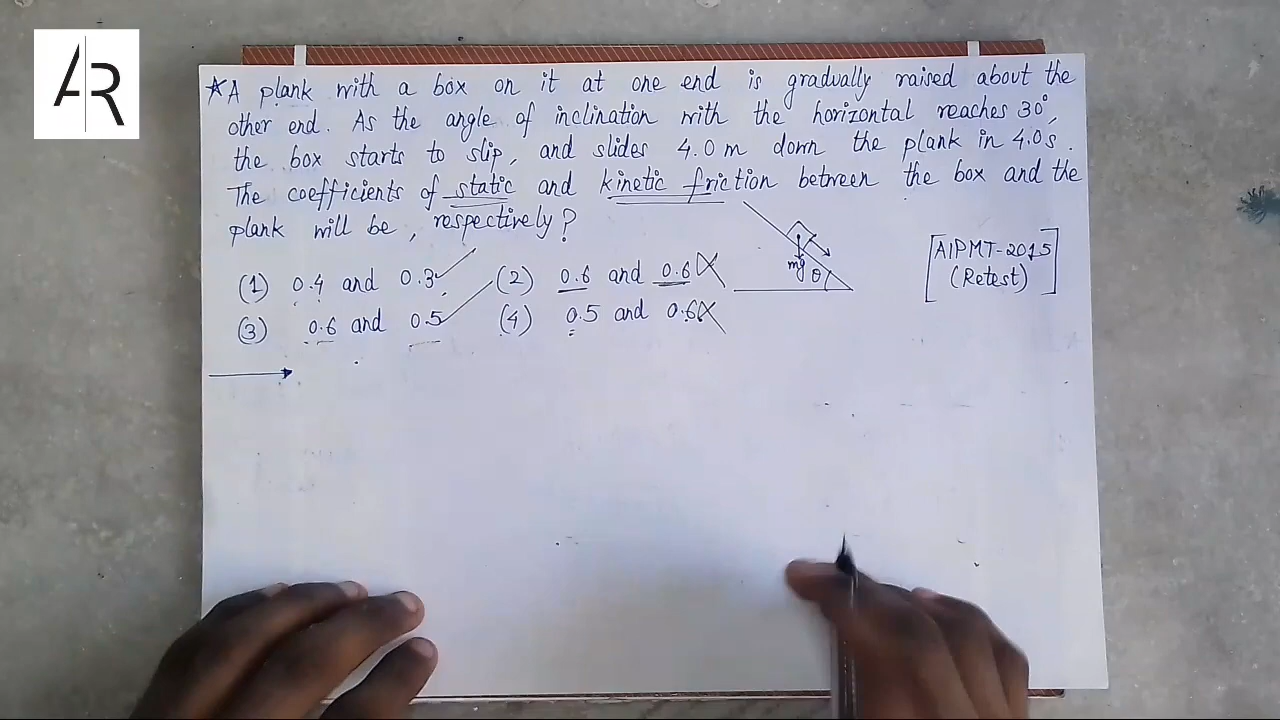 AR
★A plank with a box on it at one end is gradually raised about the
other end. As the angle of inclination with the horizontal reaches 30°,
the box starts to slip, and slides 4.0 m down the plank in 4.0s.
The coefficients of static and kinetic friction between the box and the
plank will be, respectively?
(1) 0.4 and 0.3 (2) 0.6 and 0.6
(3) 0.6 and 0.5 (4) 0.5 and 0.6
mg θ
[AIPMT-2015
(Retest)]